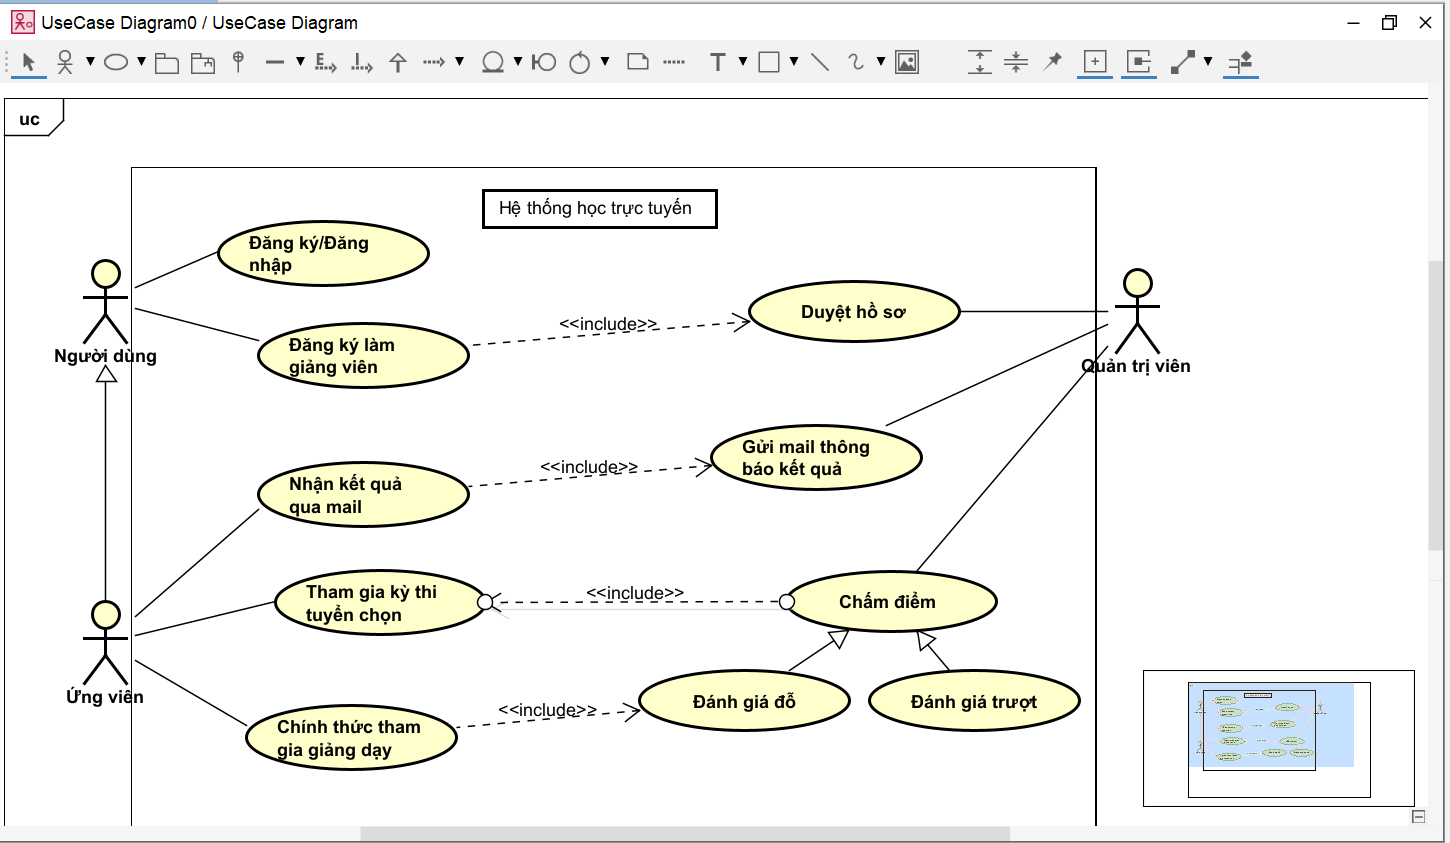 UseCase Diagram0 / UseCase Diagram
uc
Hệ thống học trực tuyến
Đăng ký/Đăng
nhập
Người dùng
Đăng ký làm
giảng viên
<<include>>
Duyệt hồ sơ
Quản trị viên
Nhận kết quả
qua mail
<<include>>
Gửi mail thông
báo kết quả
Tham gia kỳ thi
tuyển chọn
<<include>>
Chấm điểm
Ứng viên
Chính thức tham
gia giảng dạy
<<include>>
Đánh giá đỗ
Đánh giá trượt